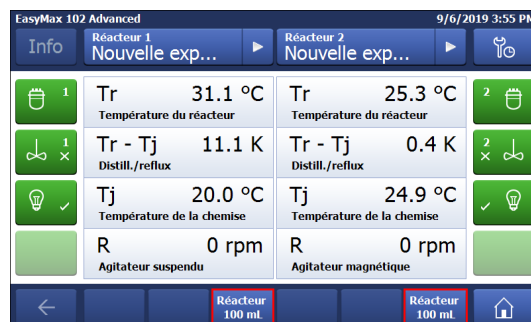 EasyMax 102 Advanced
9/6/2019 3:55 PM
Info
Réacteur 1
Nouvelle exp...
Réacteur 2
Nouvelle exp...
1
Tr 31.1 °C
Température du réacteur
Tr 25.3 °C
Température du réacteur
2
1
Tr - Tj 11.1 K
Distill./reflux
Tr - Tj 0.4 K
Distill./reflux
2
Tj 20.0 °C
Température de la chemise
Tj 24.9 °C
Température de la chemise
R 0 rpm
Agitateur suspendu
R 0 rpm
Agitateur magnétique
Réacteur
100 mL
Réacteur
100 mL